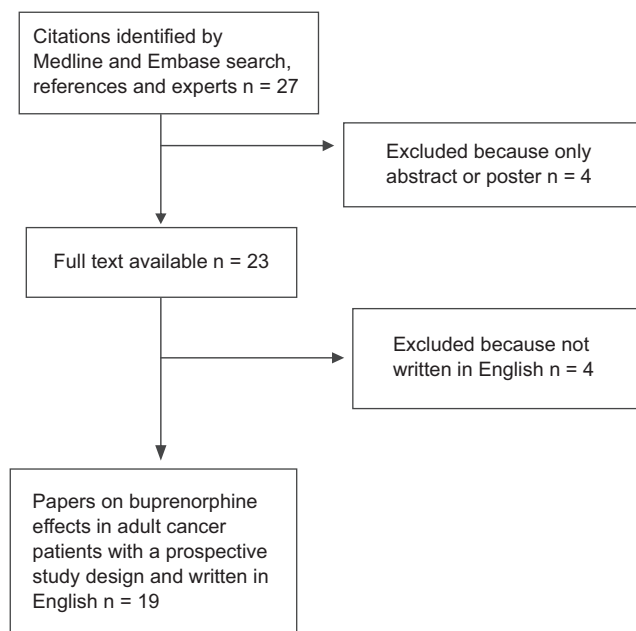 Citations identified by
Medline and Embase search,
references and experts n = 27
Excluded because only
abstract or poster n = 4
Full text available n = 23
Excluded because not
written in English n = 4
Papers on buprenorphine
effects in adult cancer
patients with a prospective
study design and written in
English n = 19